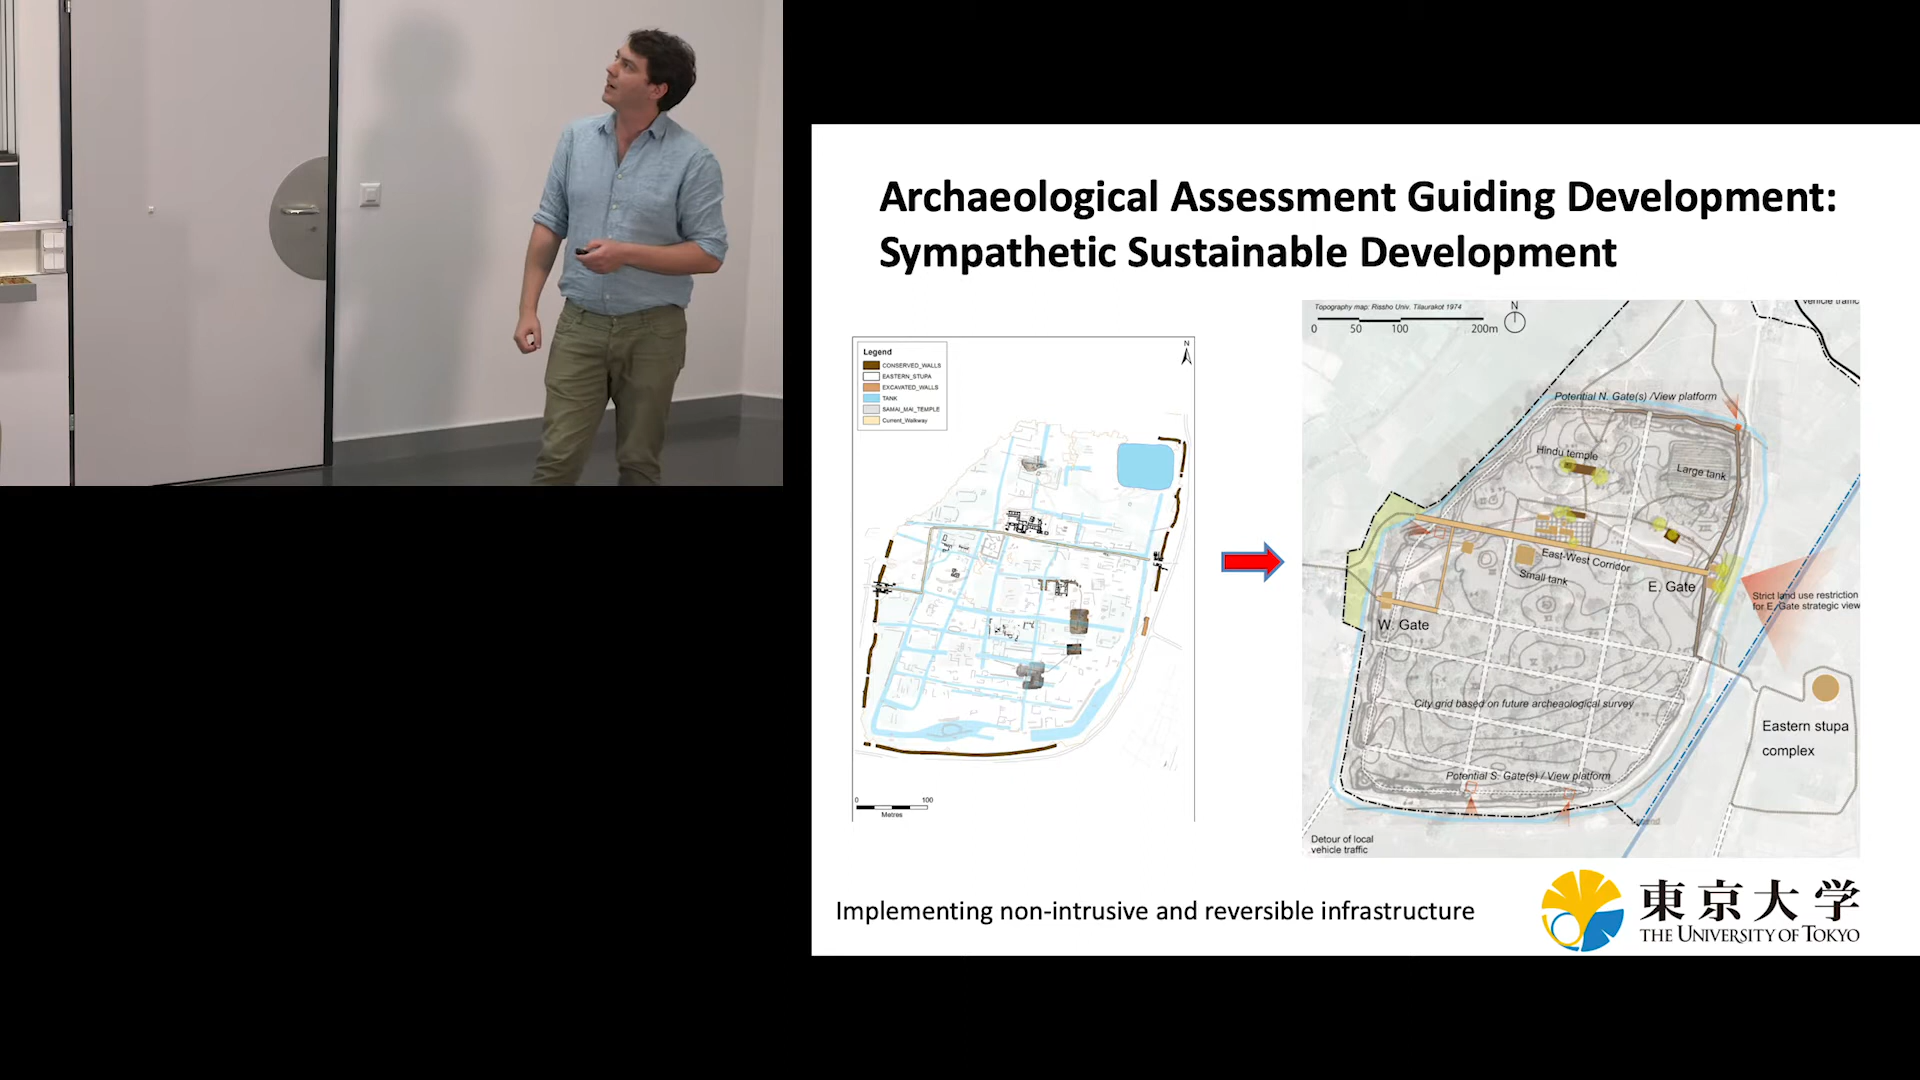 Archaeological Assessment Guiding Development:
Sympathetic Sustainable Development
Legend
CONSERVED_WALLS
EASTERN_STUPA
EXCAVATED_WALLS
TANK
SAMAI_MAI_TEMPLE
Current_Walkway
N
0 100
Metres
Topography map: Rissho Univ. Tilaurakot 1974
0 50 100 200m
N
vehicle traffic
Potential N. Gate(s) /View platform
Hindu temple
Large tank
East-West Corridor
Small tank
E. Gate
Strict land use restriction
for E. Gate strategic view
W. Gate
City grid based on future archaeological survey
Eastern stupa
complex
Potential S. Gate(s) / View platform
Detour of local
vehicle traffic
Implementing non-intrusive and reversible infrastructure
東京大学
THE UNIVERSITY OF TOKYO